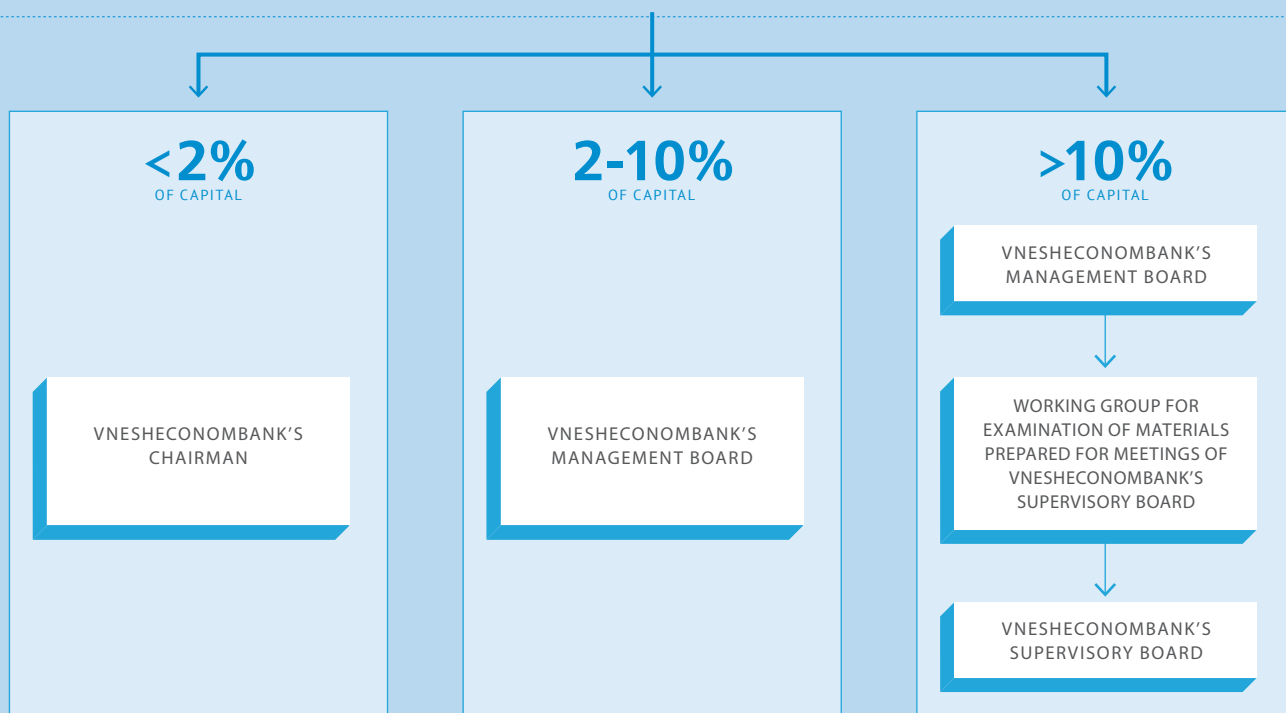 <2%
OF CAPITAL
VNESHECONOMBANK'S
CHAIRMAN
2-10%
OF CAPITAL
VNESHECONOMBANK'S
MANAGEMENT BOARD
>10%
OF CAPITAL
VNESHECONOMBANK'S
MANAGEMENT BOARD
WORKING GROUP FOR
EXAMINATION OF MATERIALS
PREPARED FOR MEETINGS OF
VNESHECONOMBANK'S
SUPERVISORY BOARD
VNESHECONOMBANK'S
SUPERVISORY BOARD